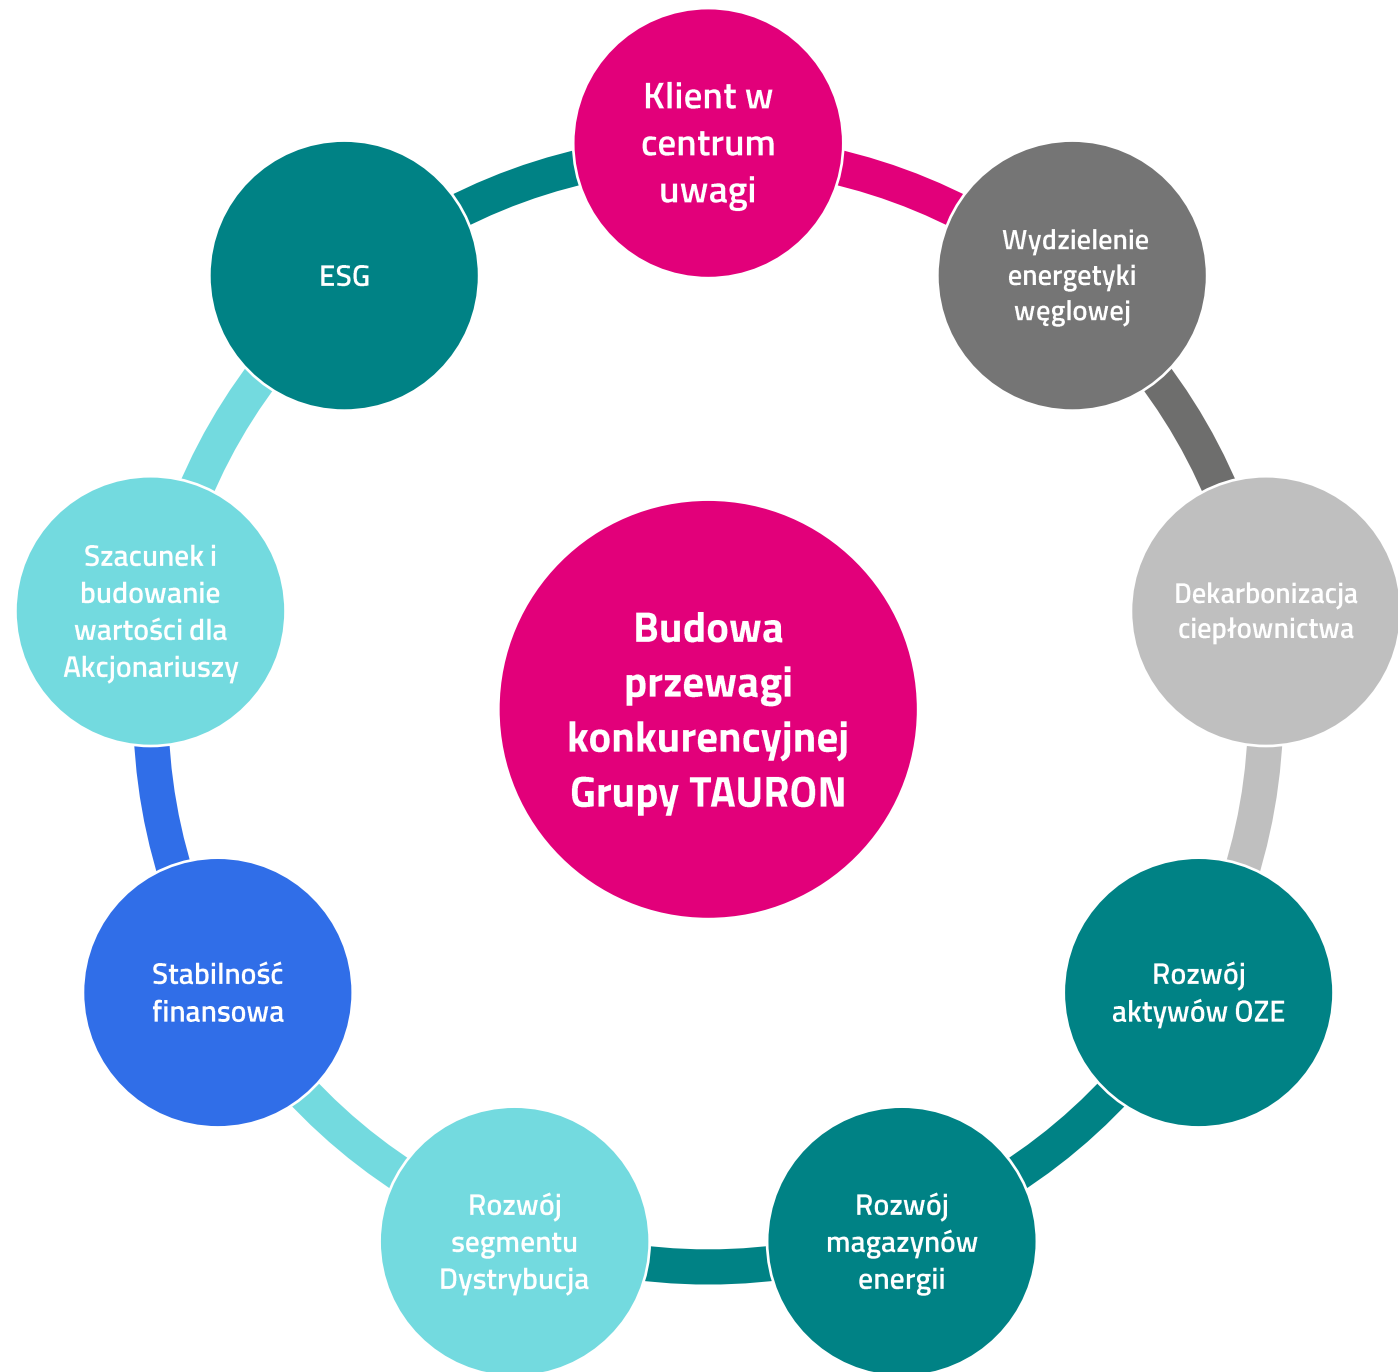 Klient w
centrum
uwagi
Wydzielenie
energetyki
węglowej
Dekarbonizacja
ciepłownictwa
Rozwój
aktywów OZE
Rozwój
magazynów
energii
Rozwój
segmentu
Dystrybucja
Stabilność
finansowa
Szacunek i
budowanie
wartości dla
Akcjonariuszy
ESG
Budowa
przewagi
konkurencyjnej
Grupy TAURON